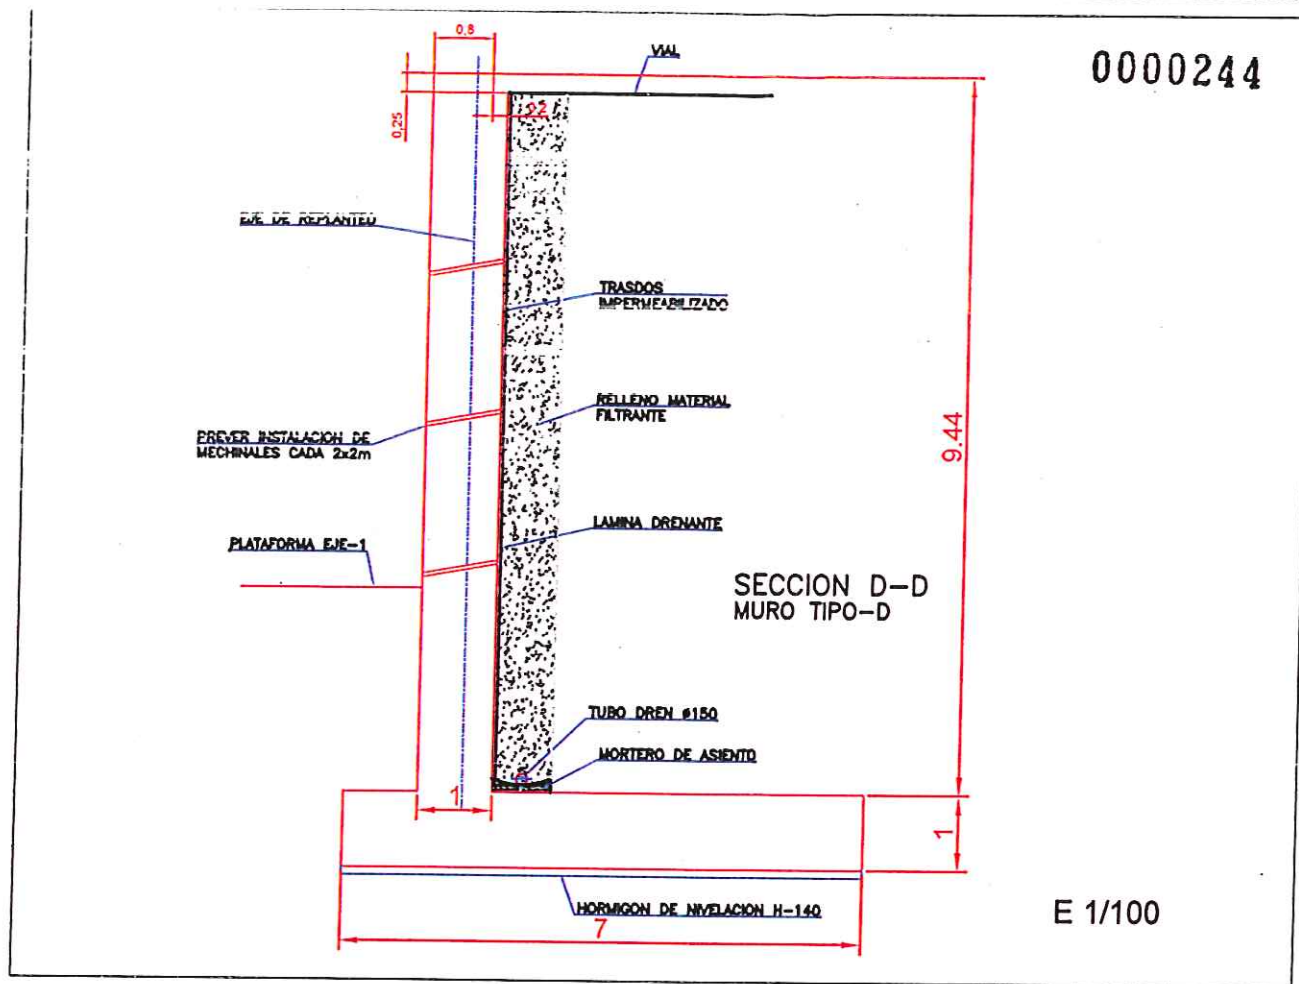 0,8
VIAL
0000244
0,25
0,2
EJE DE REPLANTEO
TRASDOS
IMPERMEABILIZADO
RELLENO MATERIAL
FILTRANTE
9.44
PREVER INSTALACION DE
MECHINALES CADA 2x2m
LAMINA DRENANTE
PLATAFORMA EJE-1
SECCION D-D
MURO TIPO-D
TUBO DREN ø150
MORTERO DE ASIENTO
1
1
HORMIGON DE NIVELACION H-140
7
E 1/100